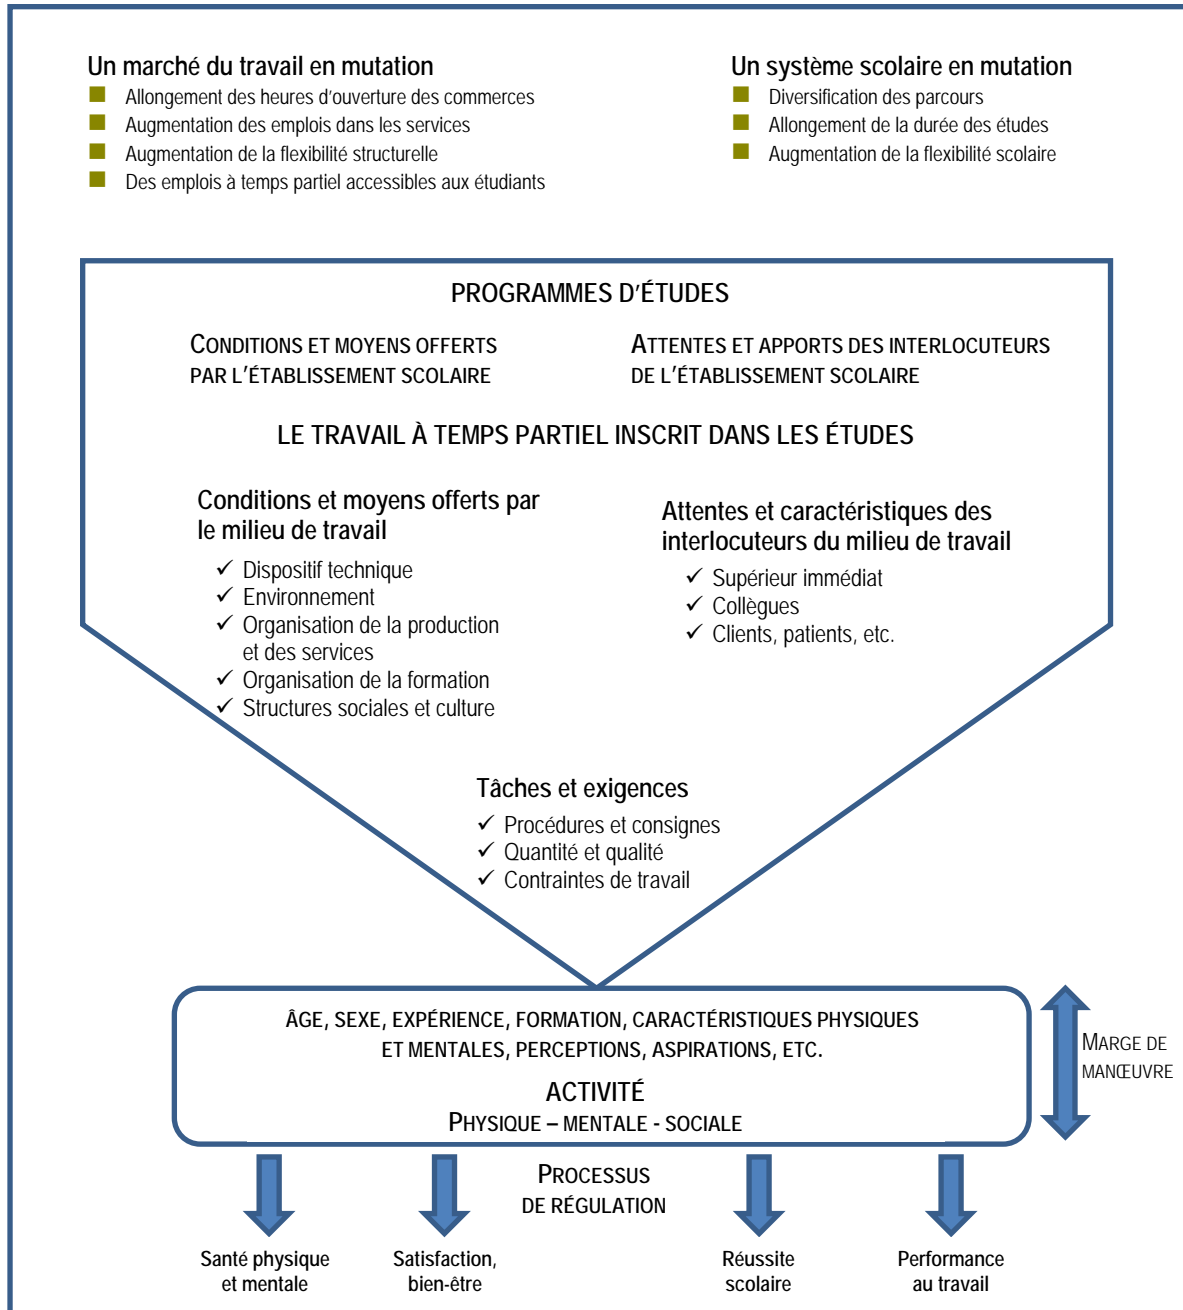 Un marché du travail en mutation
Allongement des heures d'ouverture des commerces
Augmentation des emplois dans les services
Augmentation de la flexibilité structurelle
Des emplois à temps partiel accessibles aux étudiants
Un système scolaire en mutation
Diversification des parcours
Allongement de la durée des études
Augmentation de la flexibilité scolaire
PROGRAMMES D'ÉTUDES
CONDITIONS ET MOYENS OFFERTS
PAR L'ÉTABLISSEMENT SCOLAIRE
ATTENTES ET APPORTS DES INTERLOCUTEURS
DE L'ÉTABLISSEMENT SCOLAIRE
LE TRAVAIL À TEMPS PARTIEL INSCRIT DANS LES ÉTUDES
Conditions et moyens offerts par
le milieu de travail
✓ Dispositif technique
✓ Environnement
✓ Organisation de la production
et des services
✓ Organisation de la formation
✓ Structures sociales et culture
Attentes et caractéristiques des
interlocuteurs du milieu de travail
✓ Supérieur immédiat
✓ Collègues
✓ Clients, patients, etc.
Tâches et exigences
✓ Procédures et consignes
✓ Quantité et qualité
✓ Contraintes de travail
ÂGE, SEXE, EXPÉRIENCE, FORMATION, CARACTÉRISTIQUES PHYSIQUES
ET MENTALES, PERCEPTIONS, ASPIRATIONS, ETC.
ACTIVITÉ
PHYSIQUE – MENTALE - SOCIALE
MARGE DE
MANŒUVRE
PROCESSUS
DE RÉGULATION
Santé physique
et mentale
Satisfaction,
bien-être
Réussite
scolaire
Performance
au travail